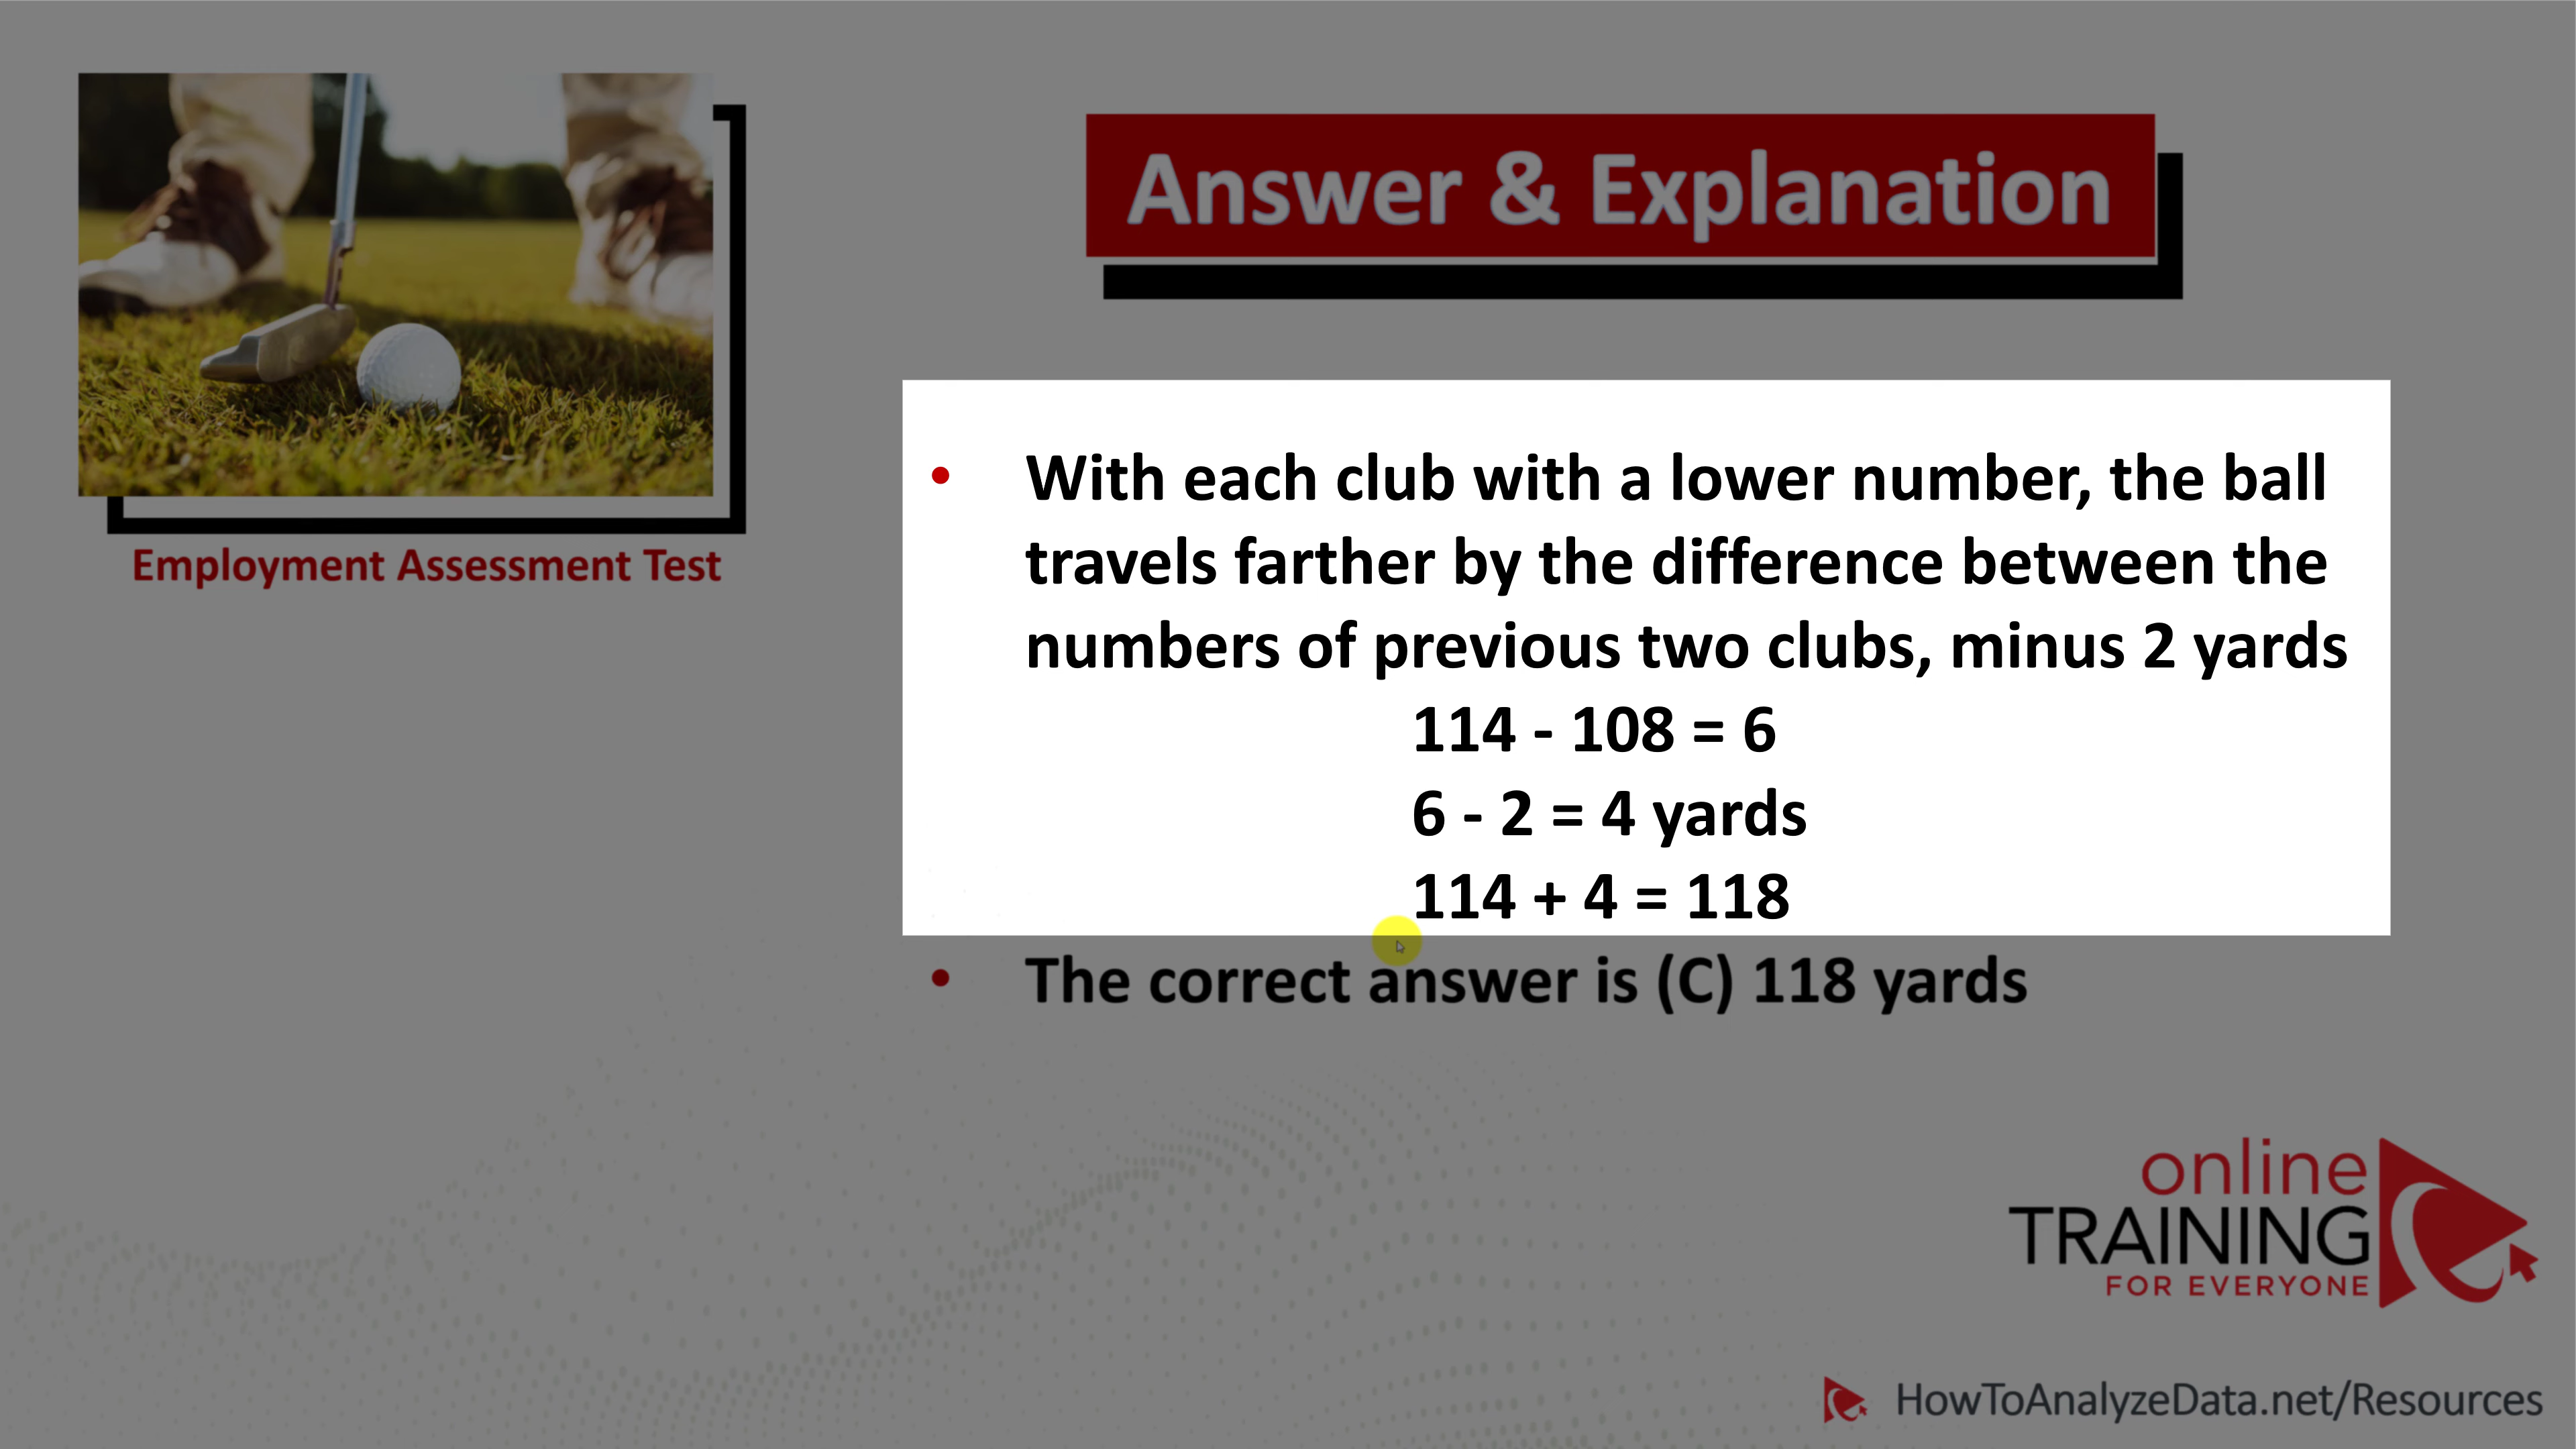 Answer & Explanation
Employment Assessment Test
• With each club with a lower number, the ball
travels farther by the difference between the
numbers of previous two clubs, minus 2 yards
114 - 108 = 6
6 - 2 = 4 yards
114 + 4 = 118
• The correct answer is (C) 118 yards
online
TRAINING
FOR EVERYONE
HowToAnalyzeData.net/Resources